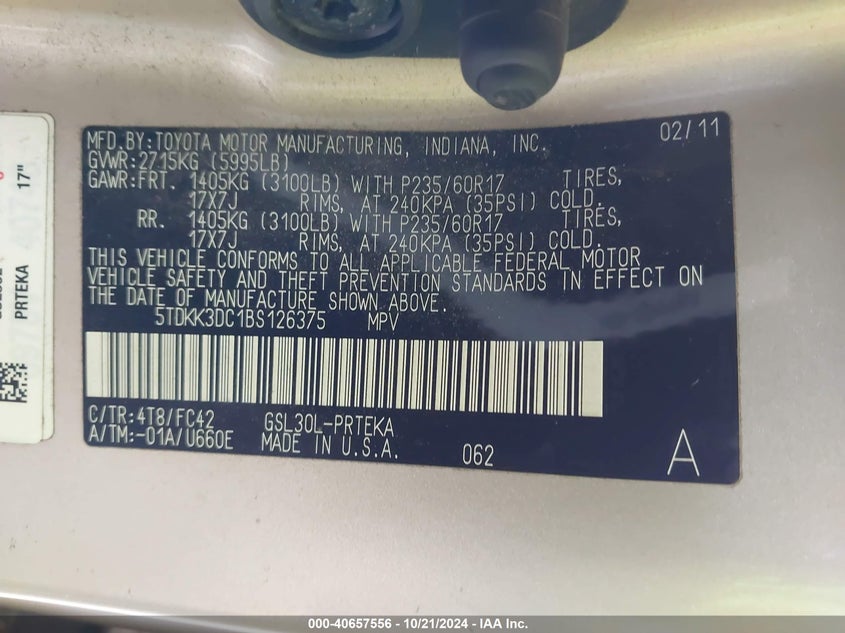 MFD.BY:TOYOTA MOTOR MANUFACTURING, INDIANA, INC. 02/11
GVWR:2715KG (5995LB)
GAWR:FRT. 1405KG (3100LB) WITH P235/60R17 TIRES,
17X7J RIMS, AT 240KPA (35PSI) COLD.
RR. 1405KG (3100LB) WITH P235/60R17 TIRES,
17X7J RIMS, AT 240KPA (35PSI) COLD.
THIS VEHICLE CONFORMS TO ALL APPLICABLE FEDERAL MOTOR
VEHICLE SAFETY AND THEFT PREVENTION STANDARDS IN EFFECT ON
THE DATE OF MANUFACTURE SHOWN ABOVE.
5TDKK3DC1BS126375 MPV
C/TR:4T8/FC42 GSL30L-PRTEKA
A/TM:-01A/U660E MADE IN U.S.A. 062 A
PRTEKA
17"
000-40657556 - 10/21/2024 - IAA Inc.